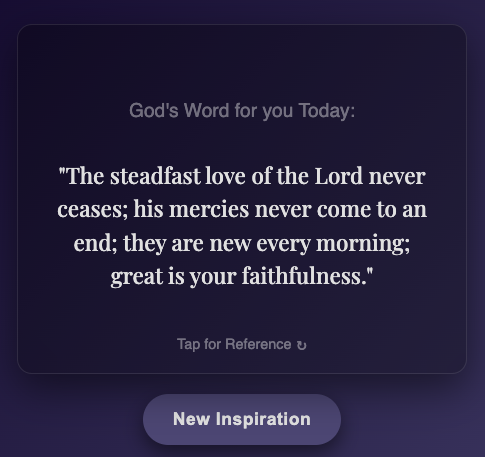 God's Word for you Today:
"The steadfast love of the Lord never
ceases; his mercies never come to an
end; they are new every morning;
great is your faithfulness."
Tap for Reference ↻
New Inspiration